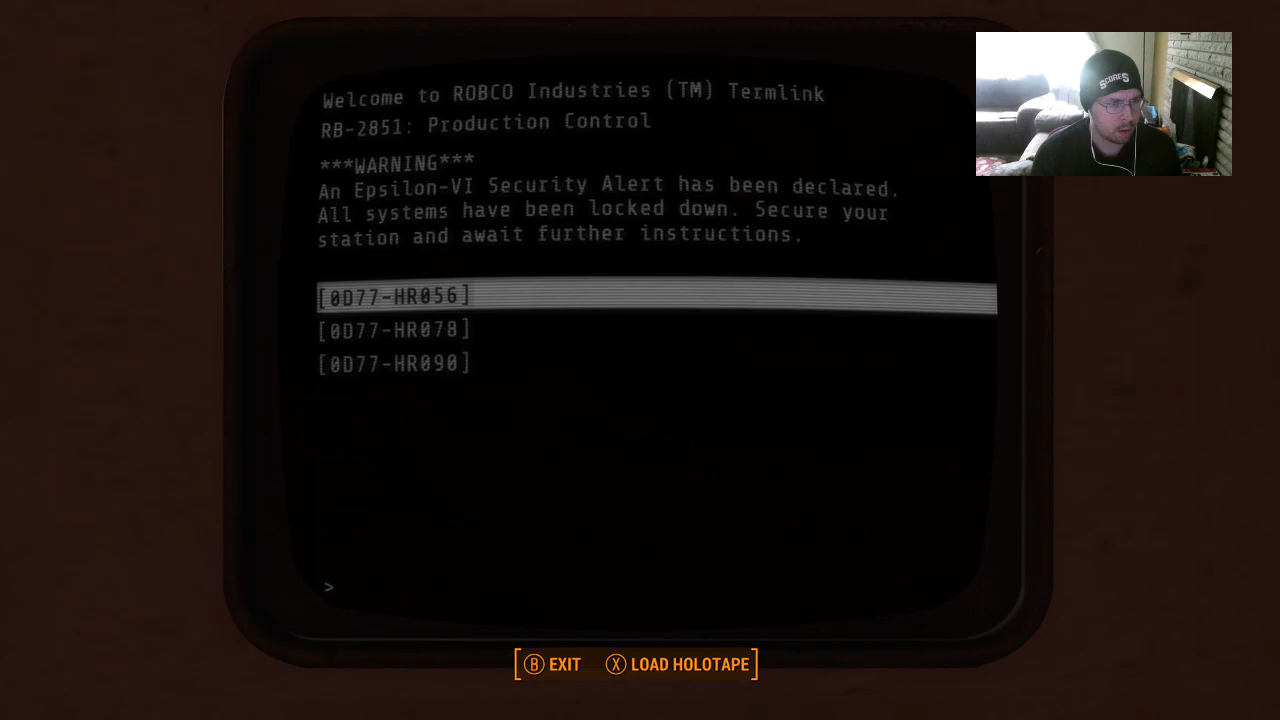 Welcome to ROBCO Industries (TM) Termlink
RB-2851: Production Control
***WARNING***
An Epsilon-VI Security Alert has been declared.
All systems have been locked down. Secure your
station and await further instructions.
[0D77-HR056]
[0D77-HR078]
[0D77-HR090]
>
B EXIT X LOAD HOLOTAPE
SCORES